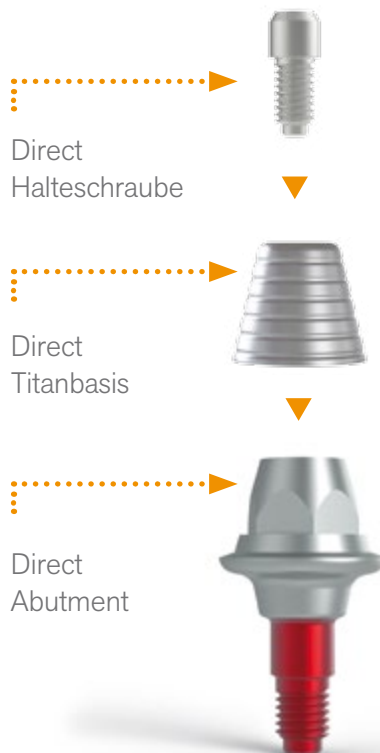 Direct
Halteschraube
Direct
Titanbasis
Direct
Abutment